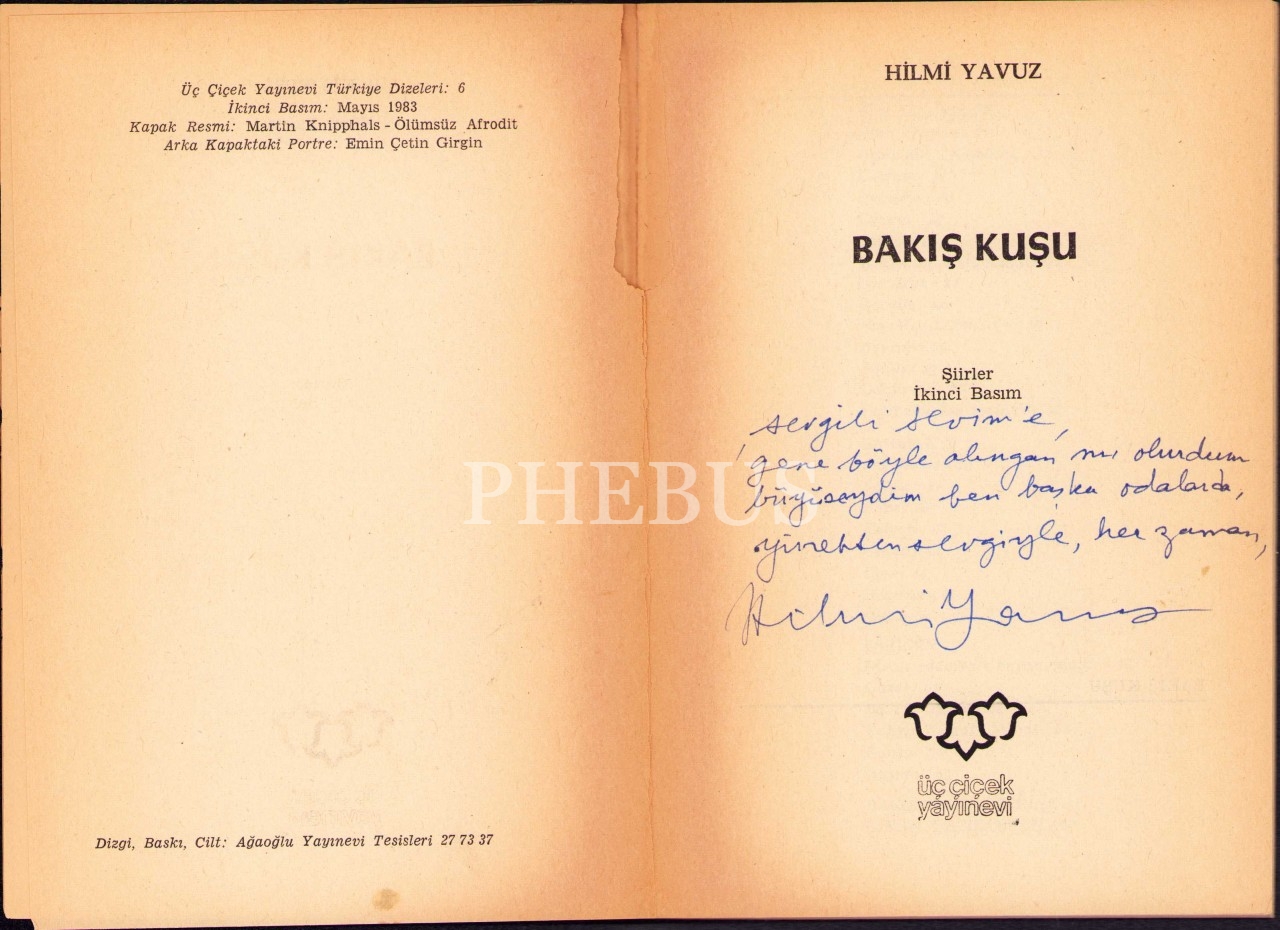 Üç Çiçek Yayınevi Türkiye Dizeleri: 6
İkinci Basım: Mayıs 1983
Kapak Resmi: Martin Knipphals - Ölümsüz Afrodit
Arka Kapaktaki Portre: Emin Çetin Girgin
Dizgi, Baskı, Cilt: Ağaoğlu Yayınevi Tesisleri 27 73 37
HİLMİ YAVUZ
BAKIŞ KUŞU
Şiirler
İkinci Basım
sevgili Sevim'e,
gene böyle alıngan mı olurdum
büyüseydim ben başka odalarda,
yürekten sevgiyle, her zaman,
Hilmi Yavuz
üç çiçek
yayınevi
PHEBUS